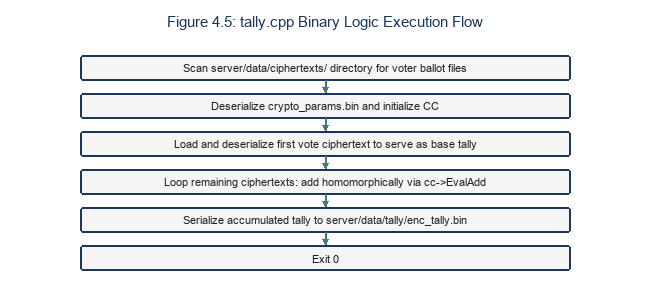 Figure 4.5: tally.cpp Binary Logic Execution Flow
Scan server/data/ciphertexts/ directory for voter ballot files
Deserialize crypto_params.bin and initialize CC
Load and deserialize first vote ciphertext to serve as base tally
Loop remaining ciphertexts: add homomorphically via cc->EvalAdd
Serialize accumulated tally to server/data/tally/enc_tally.bin
Exit 0